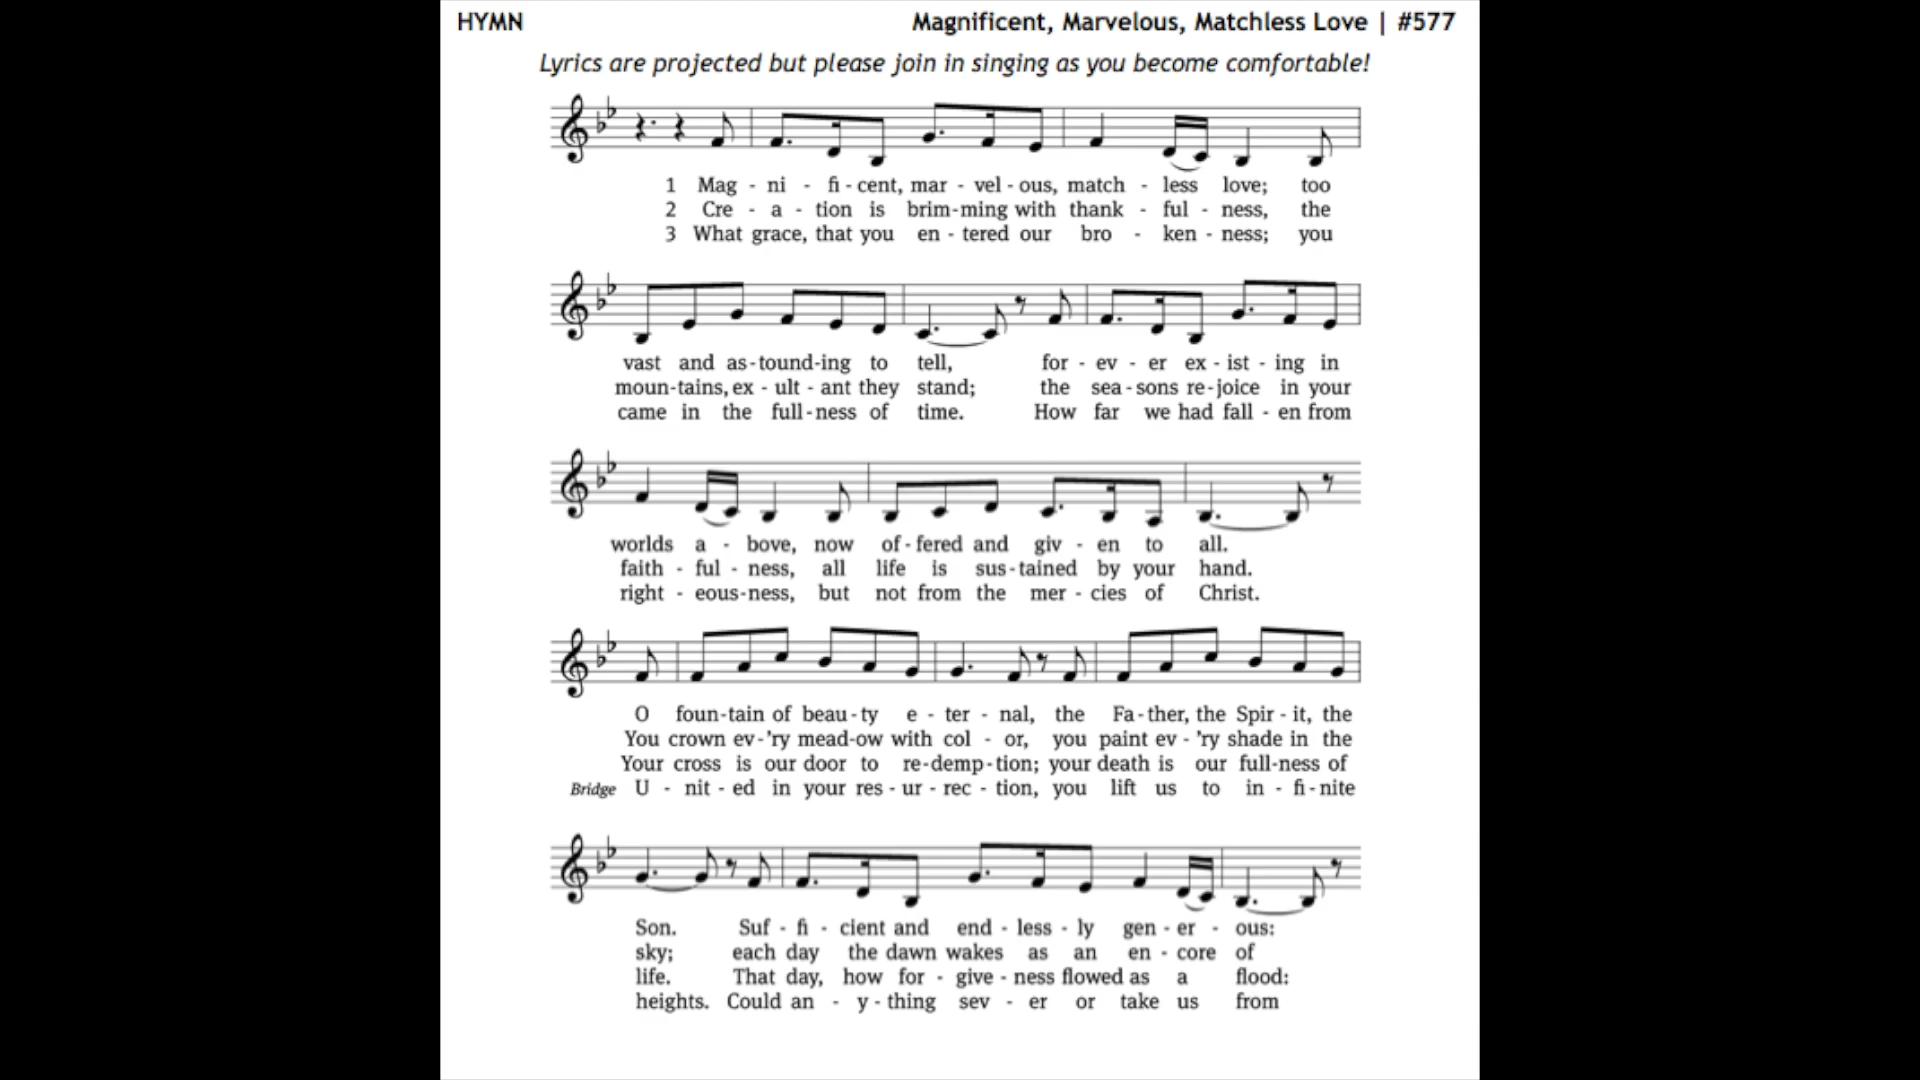 HYMN
Magnificent, Marvelous, Matchless Love | #577
Lyrics are projected but please join in singing as you become comfortable!
1 Mag - ni - fi - cent, mar - vel - ous, match - less love; too
2 Cre - a - tion is brim - ming with thank - ful - ness, the
3 What grace, that you en - tered our bro - ken - ness; you
vast and as - tound - ing to tell, for - ev - er ex - ist - ing in
moun - tains, ex - ult - ant they stand; the sea - sons re - joice in your
came in the full - ness of time. How far we had fall - en from
worlds a - bove, now of - fered and giv - en to all.
faith - ful - ness, all life is sus - tained by your hand.
right - eous - ness, but not from the mer - cies of Christ.
O foun - tain of beau - ty e - ter - nal, the Fa - ther, the Spir - it, the
You crown ev - 'ry mead - ow with col - or, you paint ev - 'ry shade in the
Your cross is our door to re - demp - tion; your death is our full - ness of
Bridge U - nit - ed in your res - ur - rec - tion, you lift us to in - fi - nite
Son. Suf - fi - cient and end - less - ly gen - er - ous:
sky; each day the dawn wakes as an en - core of
life. That day, how for - give - ness flowed as a flood:
heights. Could an - y - thing sev - er or take us from